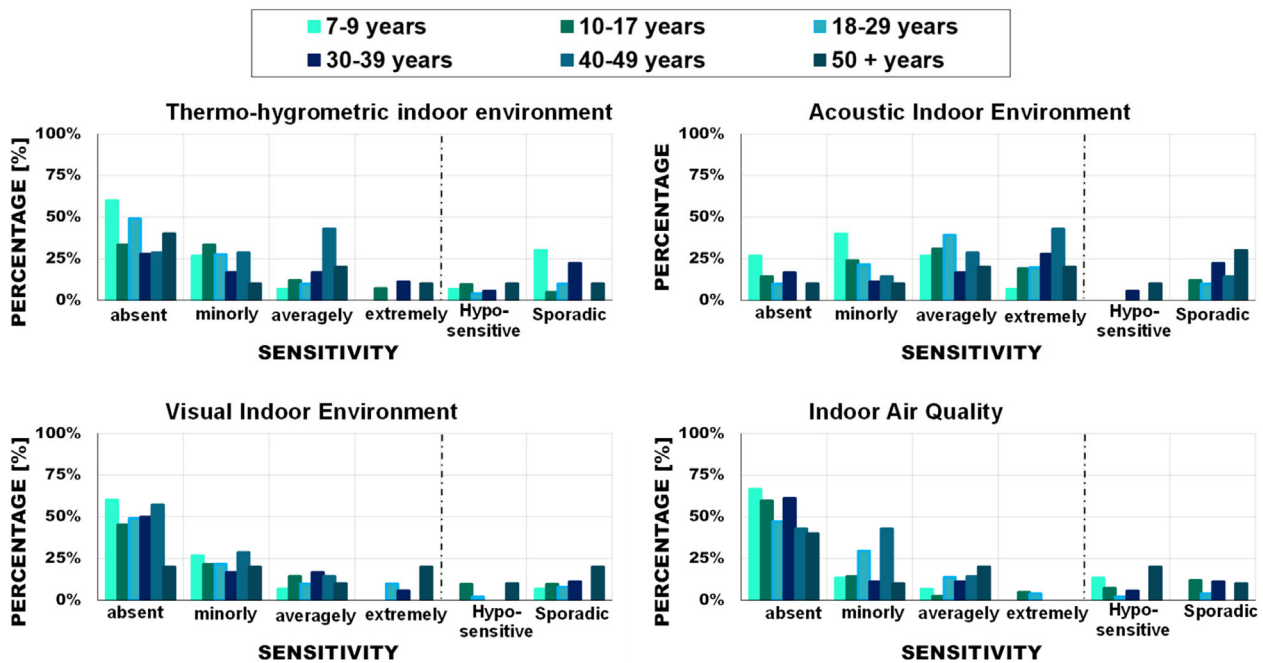 7-9 years 10-17 years 18-29 years
30-39 years 40-49 years 50 + years
Thermo-hygrometric indoor environment
PERCENTAGE [%]
100%
75%
50%
25%
0%
absent minorly averagely extremely Hypo-sensitive Sporadic
SENSITIVITY
Acoustic Indoor Environment
PERCENTAGE
100%
75%
50%
25%
0%
absent minorly averagely extremely Hypo-sensitive Sporadic
SENSITIVITY
Visual Indoor Environment
PERCENTAGE [%]
100%
75%
50%
25%
0%
absent minorly averagely extremely Hypo-sensitive Sporadic
SENSITIVITY
Indoor Air Quality
PERCENTAGE [%]
100%
75%
50%
25%
0%
absent minorly averagely extremely Hypo-sensitive Sporadic
SENSITIVITY